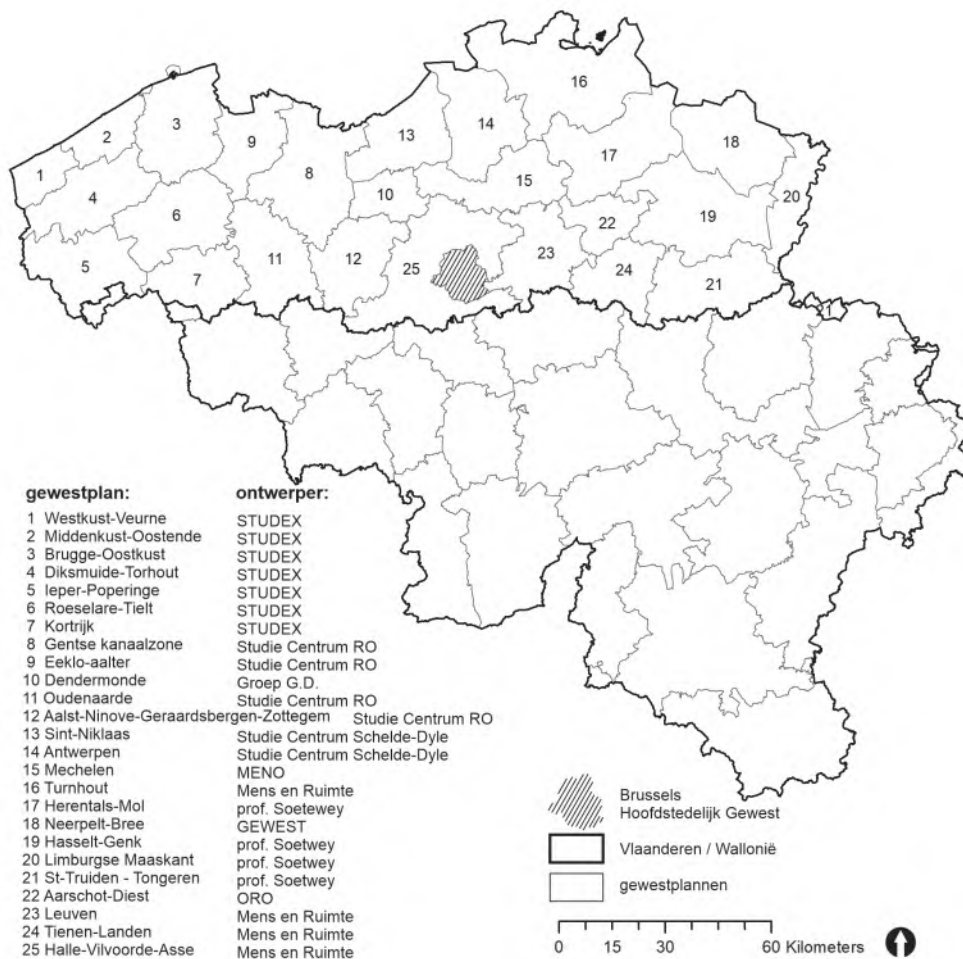 16
3
14
13
2
9
18
17
8
15
1
10
20
4
6
22
19
11
12
23
5
25
24
7
21
1
gewestplan: ontwerper:
1 Westkust-Veurne STUDEX
2 Middenkust-Oostende STUDEX
3 Brugge-Oostkust STUDEX
4 Diksmuide-Torhout STUDEX
5 Ieper-Poperinge STUDEX
6 Roeselare-Tielt STUDEX
7 Kortrijk STUDEX
8 Gentse kanaalzone Studie Centrum RO
9 Eeklo-aalter Studie Centrum RO
10 Dendermonde Groep G.D.
11 Oudenaarde Studie Centrum RO
12 Aalst-Ninove-Geraardsbergen-Zottegem Studie Centrum RO
13 Sint-Niklaas Studie Centrum Schelde-Dyle
14 Antwerpen Studie Centrum Schelde-Dyle
15 Mechelen MENO
16 Turnhout Mens en Ruimte
17 Herentals-Mol prof. Soetewey
18 Neerpelt-Bree GEWEST
19 Hasselt-Genk prof. Soetwey
20 Limburgse Maaskant prof. Soetwey
21 St-Truiden - Tongeren prof. Soetwey
22 Aarschot-Diest ORO
23 Leuven Mens en Ruimte
24 Tienen-Landen Mens en Ruimte
25 Halle-Vilvoorde-Asse Mens en Ruimte
Brussels
Hoofdstedelijk Gewest
Vlaanderen / Wallonië
gewestplannen
0 15 30 60 Kilometers